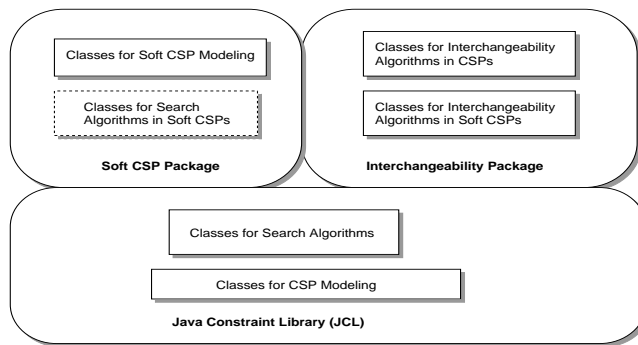 Classes for Soft CSP Modeling
Classes for Search
Algorithms in Soft CSPs
Soft CSP Package
Classes for Interchangeability
Algorithms in CSPs
Classes for Interchangeability
Algorithms in Soft CSPs
Interchangeability Package
Classes for Search Algorithms
Classes for CSP Modeling
Java Constraint Library (JCL)